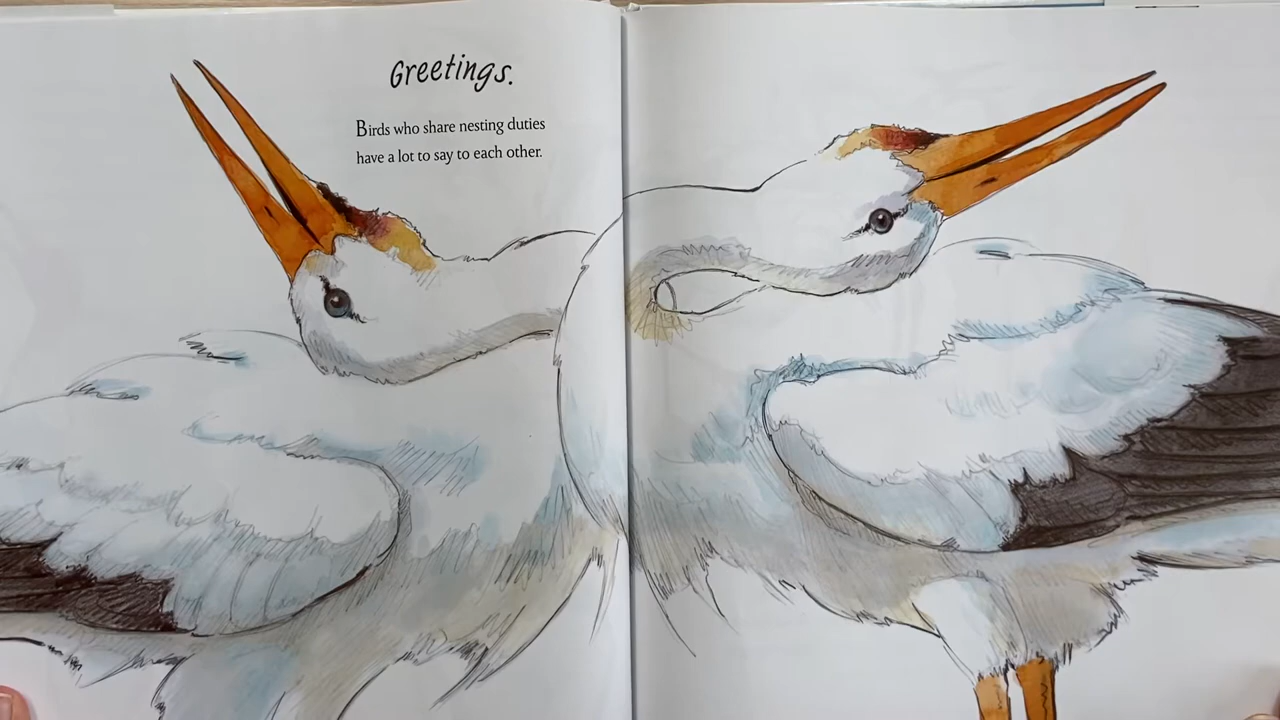 Greetings.
Birds who share nesting duties
have a lot to say to each other.